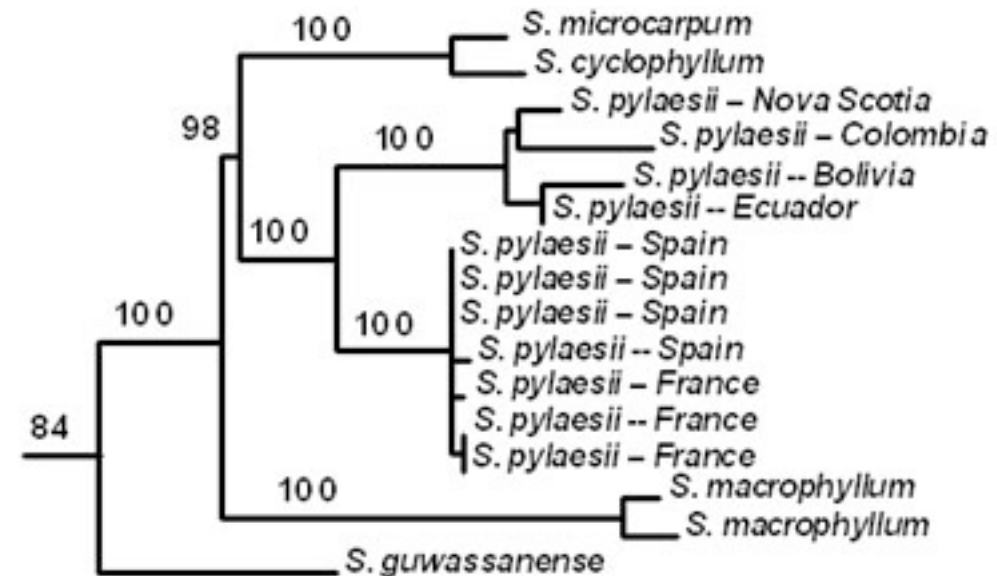 100
S. microcarpum
S. cyclophyllum
98
S. pylaesii – Nova Scotia
100
S. pylaesii – Colombia
S. pylaesii -- Bolivia
S. pylaesii -- Ecuador
100
S. pylaesii – Spain
S. pylaesii – Spain
S. pylaesii – Spain
100
100
S. pylaesii -- Spain
S. pylaesii – France
S. pylaesii -- France
84
S. pylaesii – France
100
S. macrophyllum
S. macrophyllum
S. guwassanense